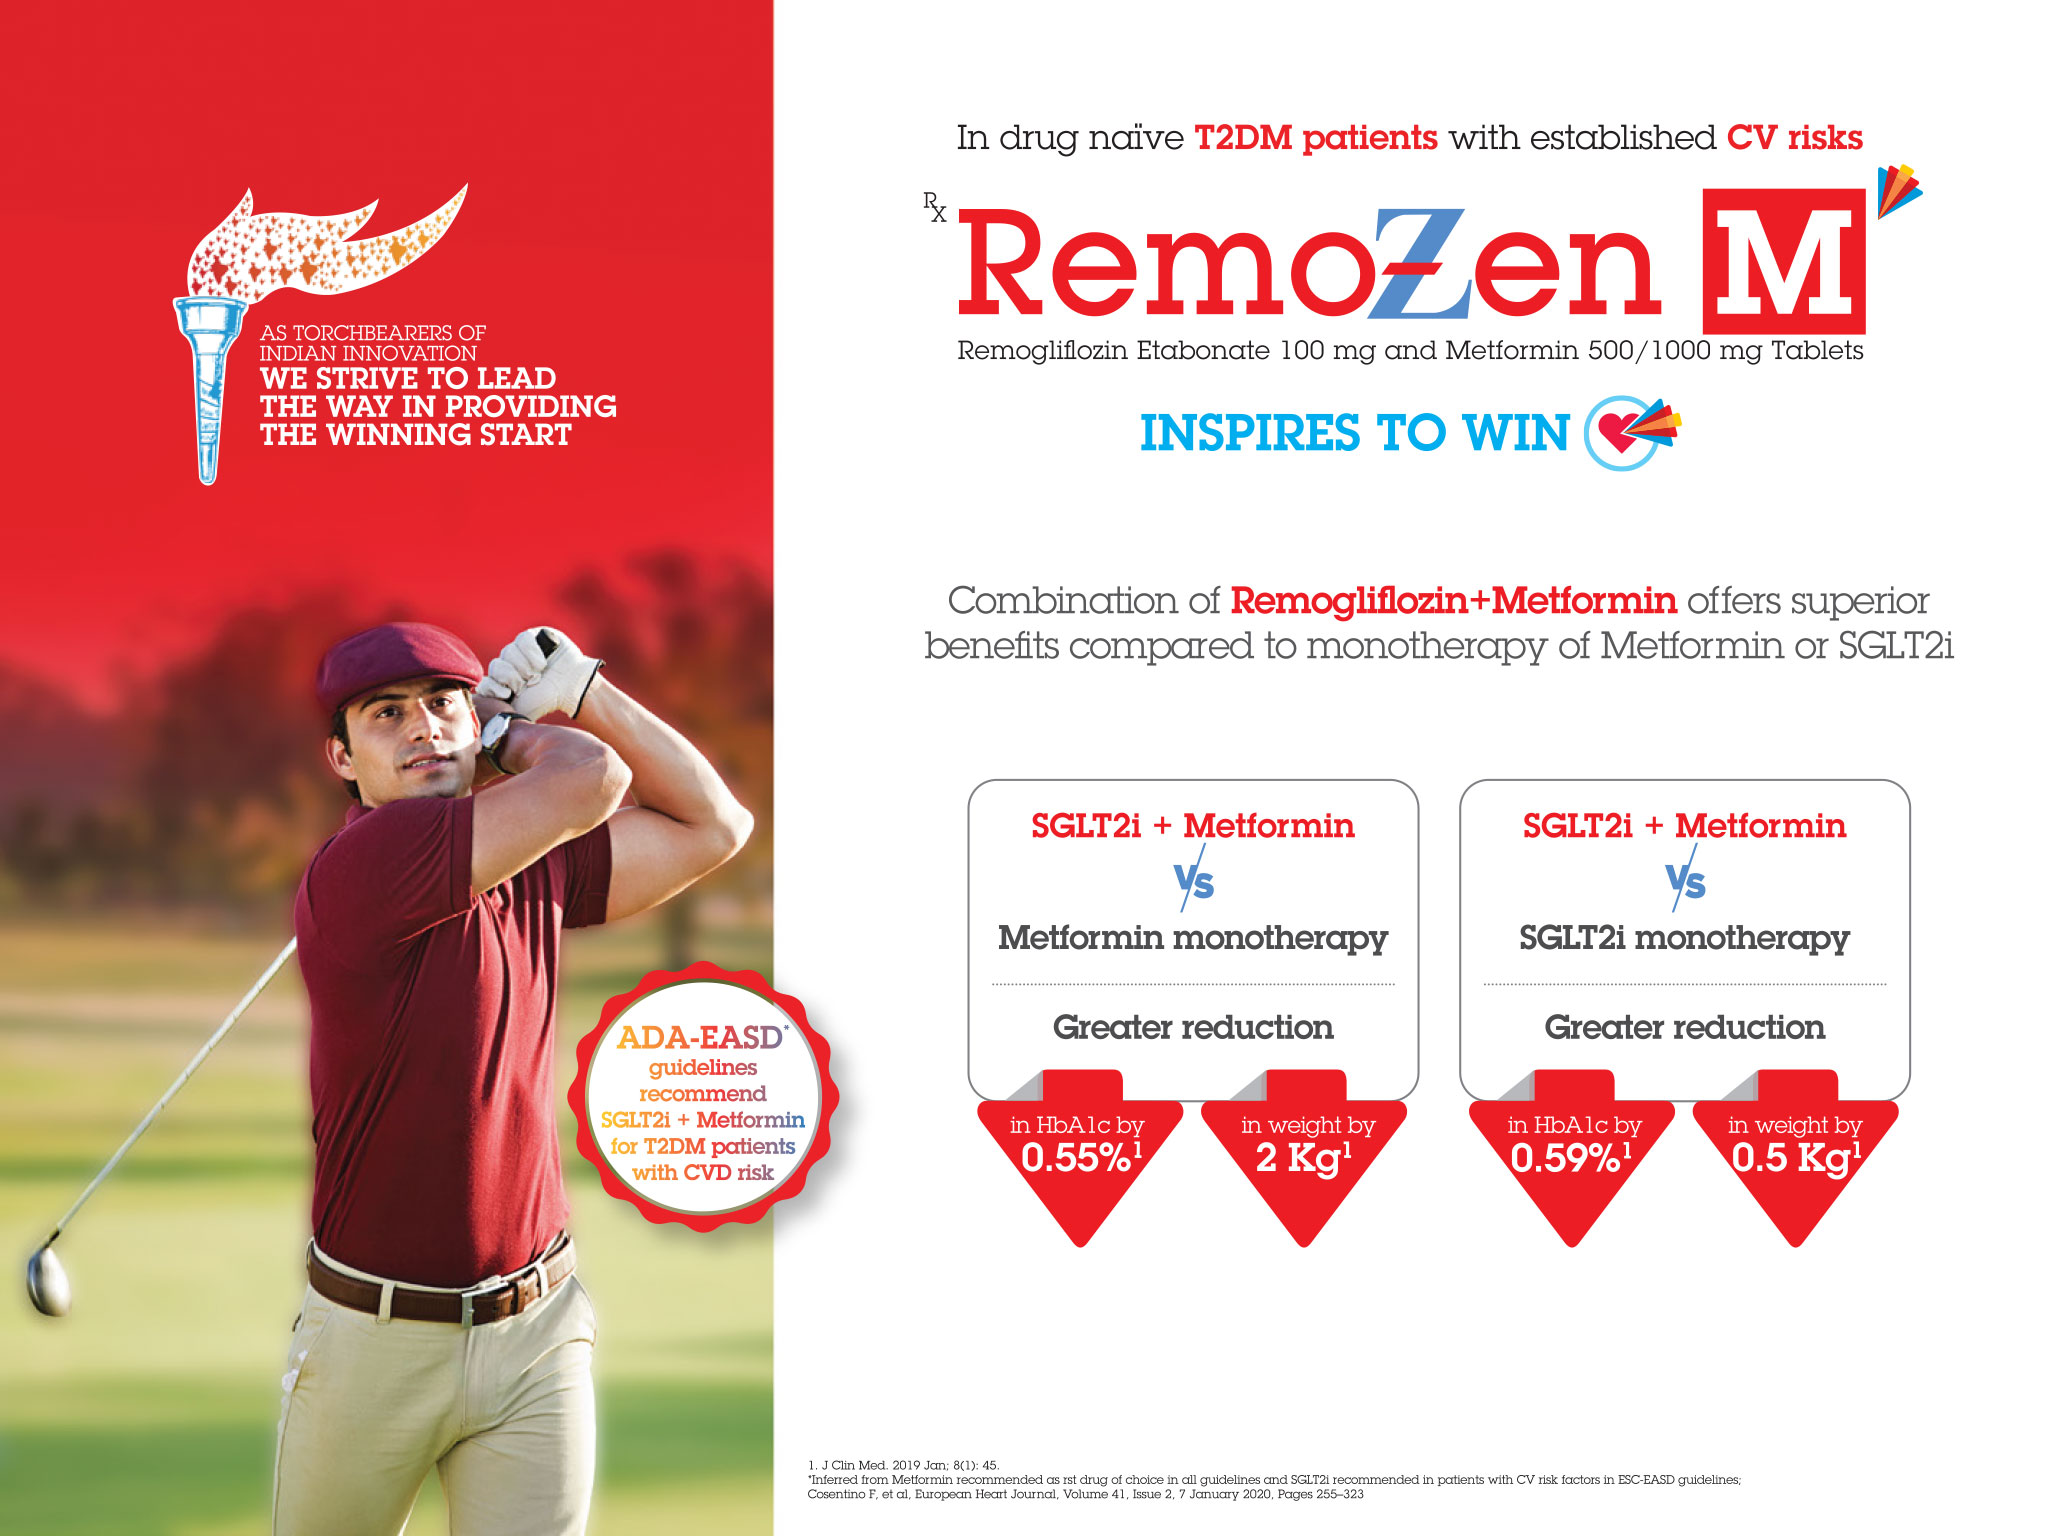 AS TORCHBEARERS OF
INDIAN INNOVATION
WE STRIVE TO LEAD
THE WAY IN PROVIDING
THE WINNING START
ADA-EASD*
guidelines
recommend
SGLT2i + Metformin
for T2DM patients
with CVD risk
In drug naïve T2DM patients with established CV risks
Rx RemoZen M
Remogliflozin Etabonate 100 mg and Metformin 500/1000 mg Tablets
INSPIRES TO WIN
Combination of Remogliflozin+Metformin offers superior
benefits compared to monotherapy of Metformin or SGLT2i
SGLT2i + Metformin
Vs
Metformin monotherapy
Greater reduction
in HbA1c by
0.55%¹
in weight by
2 Kg¹
SGLT2i + Metformin
Vs
SGLT2i monotherapy
Greater reduction
in HbA1c by
0.59%¹
in weight by
0.5 Kg¹
1. J Clin Med. 2019 Jan; 8(1): 45.
*Inferred from Metformin recommended as rst drug of choice in all guidelines and SGLT2i recommended in patients with CV risk factors in ESC-EASD guidelines;
Cosentino F, et al, European Heart Journal, Volume 41, Issue 2, 7 January 2020, Pages 255–323